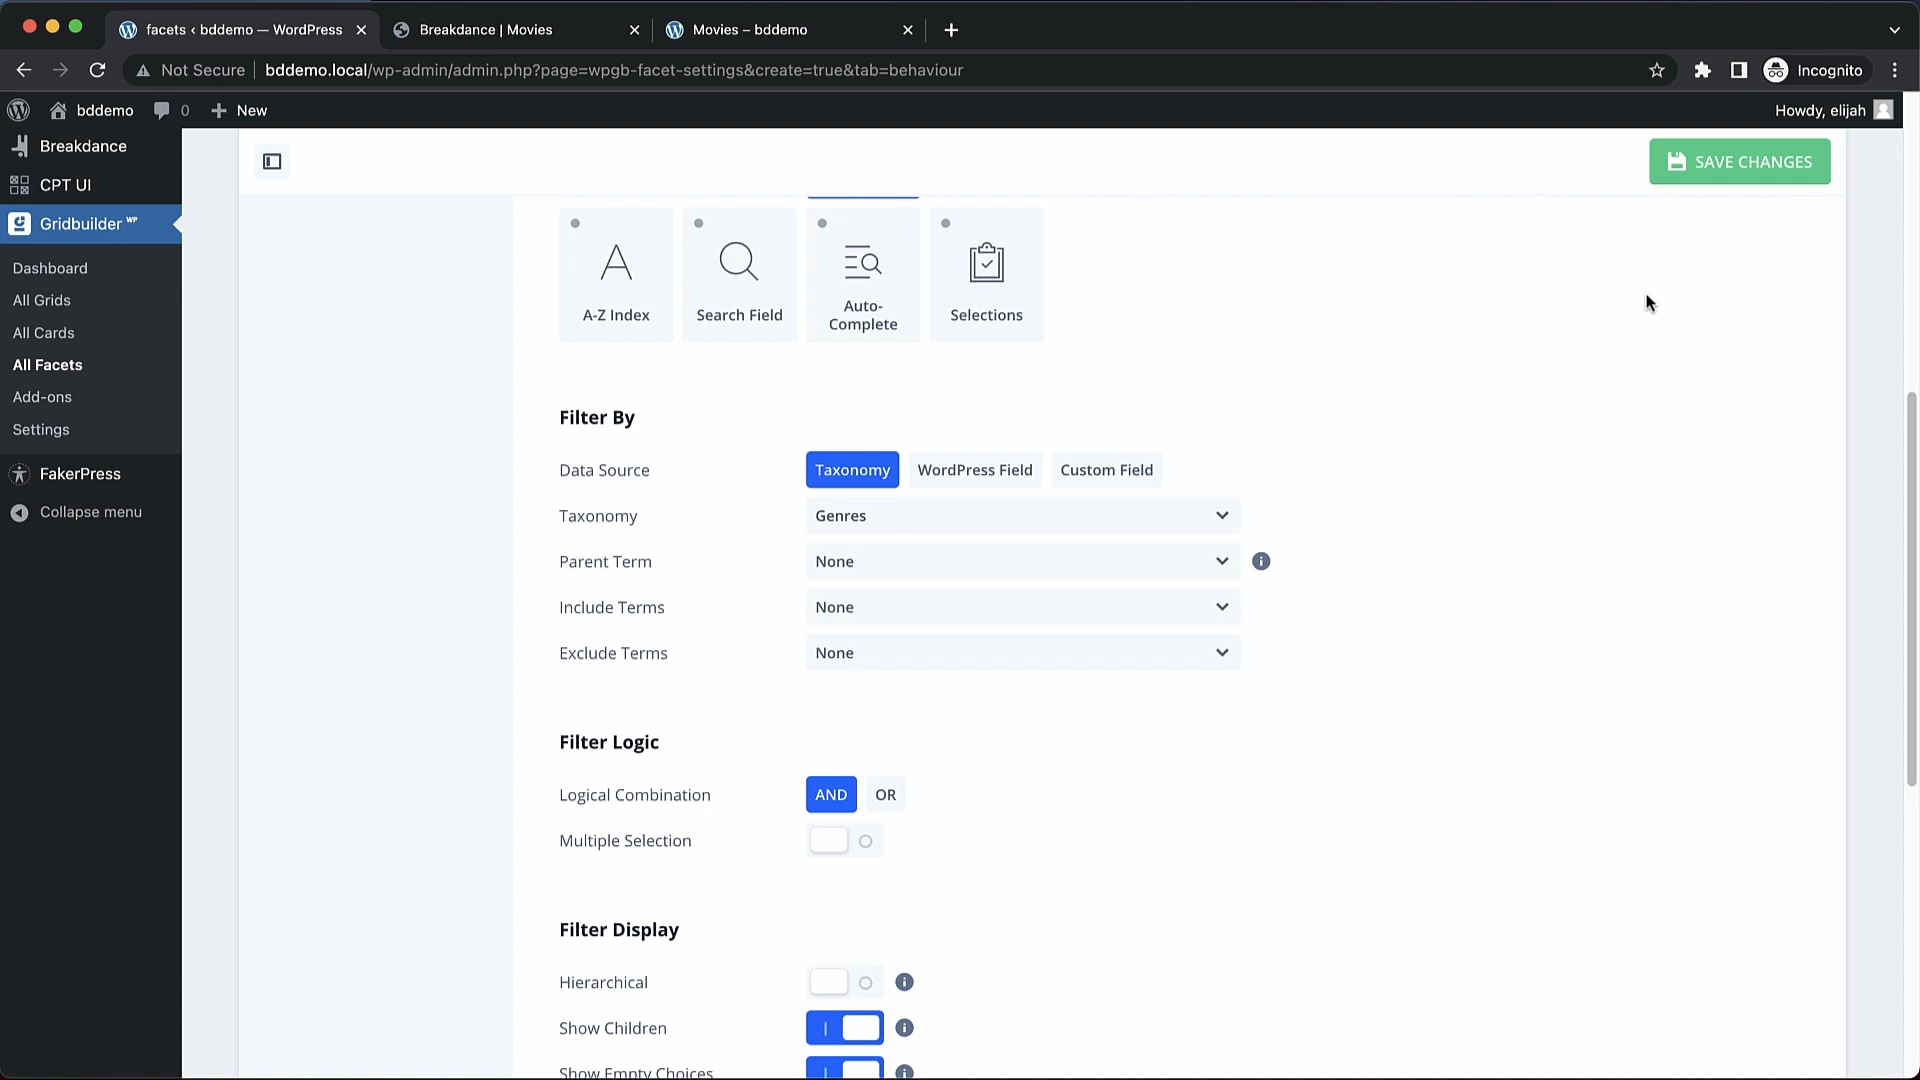 facets ‹ bddemo — WordPress
Breakdance | Movies
Movies – bddemo
Not Secure
bddemo.local/wp-admin/admin.php?page=wpgb-facet-settings&create=true&tab=behaviour
Incognito
bddemo
0
New
Howdy, elijah
Breakdance
CPT UI
Gridbuilder WP
Dashboard
All Grids
All Cards
All Facets
Add-ons
Settings
FakerPress
Collapse menu
SAVE CHANGES
A-Z Index
Search Field
Auto-
Complete
Selections
Filter By
Data Source
Taxonomy
WordPress Field
Custom Field
Taxonomy
Genres
Parent Term
None
Include Terms
None
Exclude Terms
None
Filter Logic
Logical Combination
AND
OR
Multiple Selection
Filter Display
Hierarchical
Show Children
Show Empty Choices